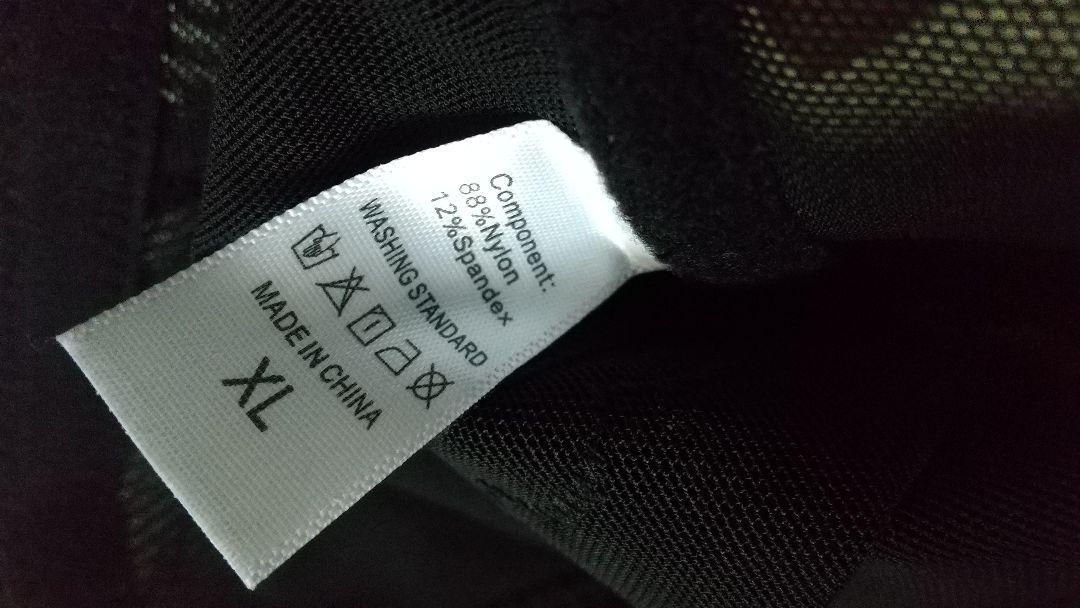 Component:
88%Nylon
12%Spandex
WASHING STANDARD
MADE IN CHINA
XL